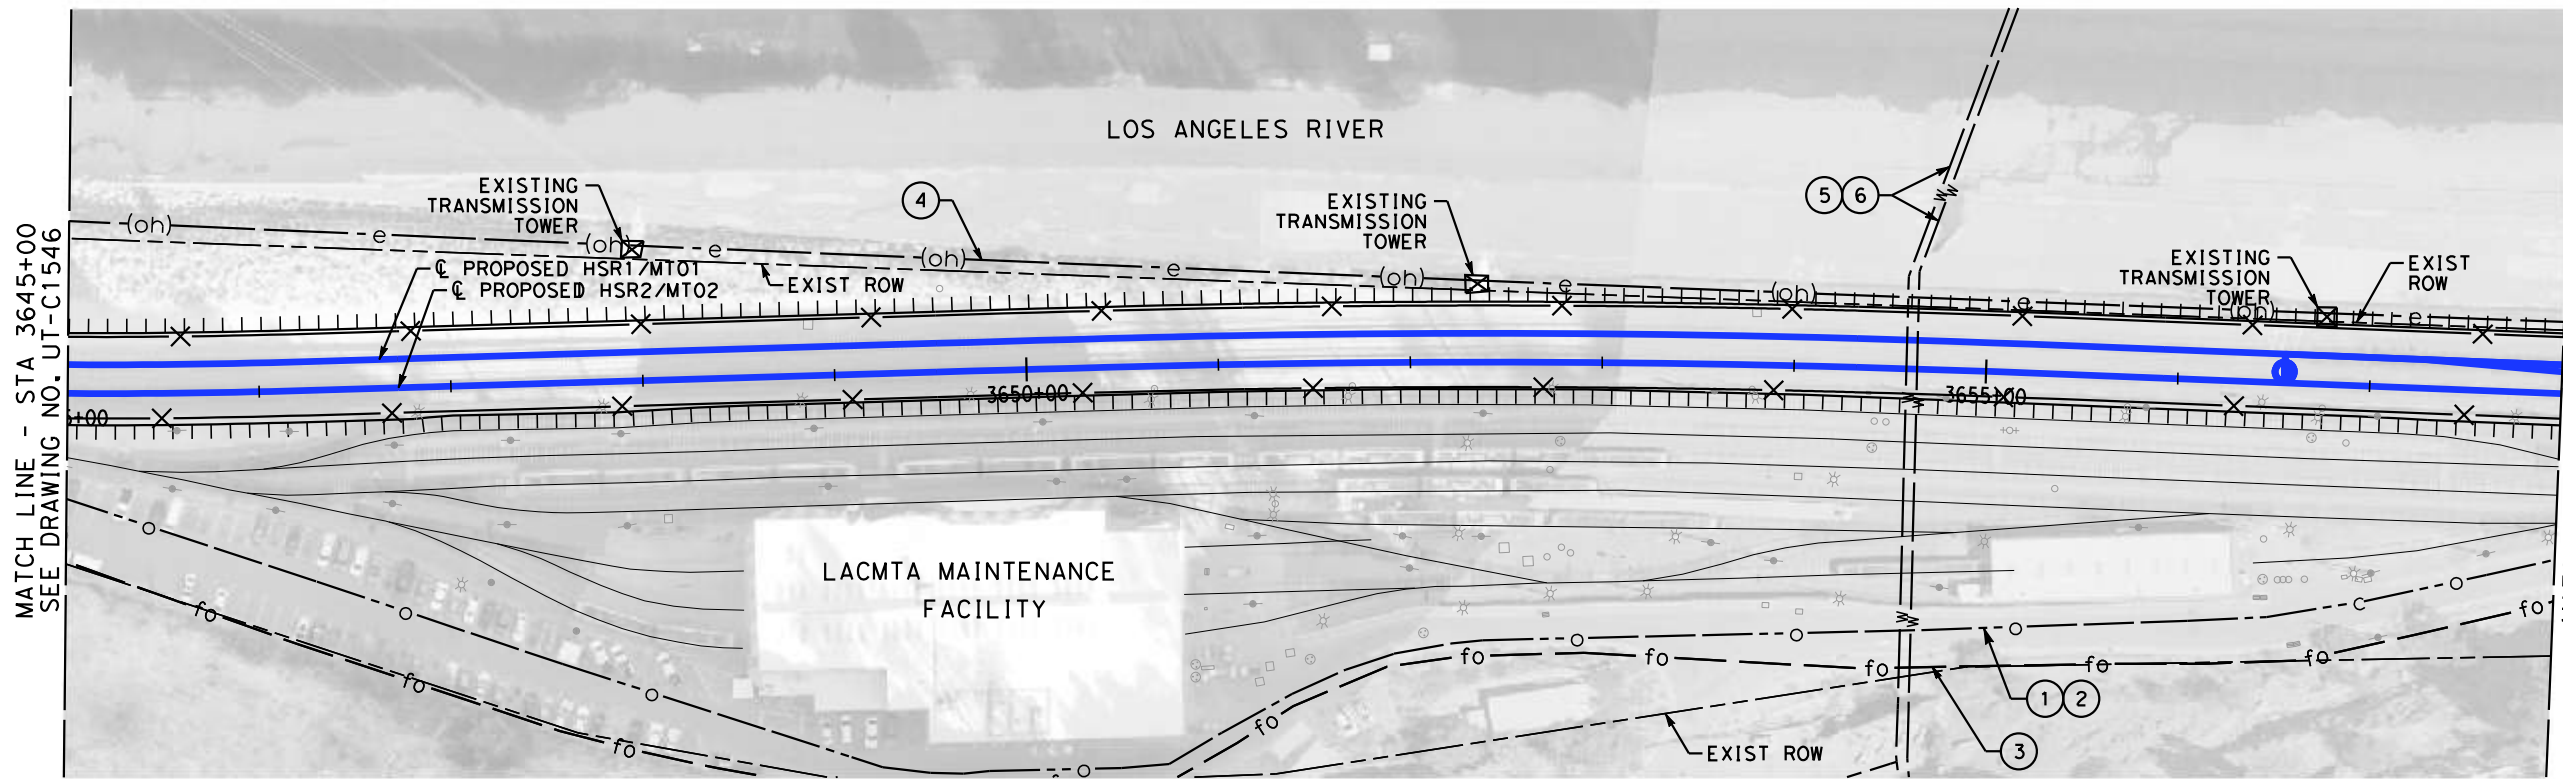 MATCH LINE - STA 3645+00
SEE DRAWING NO. UT-C1546
LOS ANGELES RIVER
EXISTING
TRANSMISSION
TOWER
4
EXISTING
TRANSMISSION
TOWER
5 6
W
W
EXISTING
TRANSMISSION
TOWER
EXIST
ROW
(oh) e (oh) e (oh) e (oh) e (oh) e (oh) e
℄ PROPOSED HSR1/MT01
℄ PROPOSED HSR2/MT02
EXIST ROW
5+00
3650+00
3655+00
W
W
LACMTA MAINTENANCE
FACILITY
W
W
c
fo
fo
fo
fo
fo
fo
fo
fo
fo
fo
1 2
3
EXIST ROW